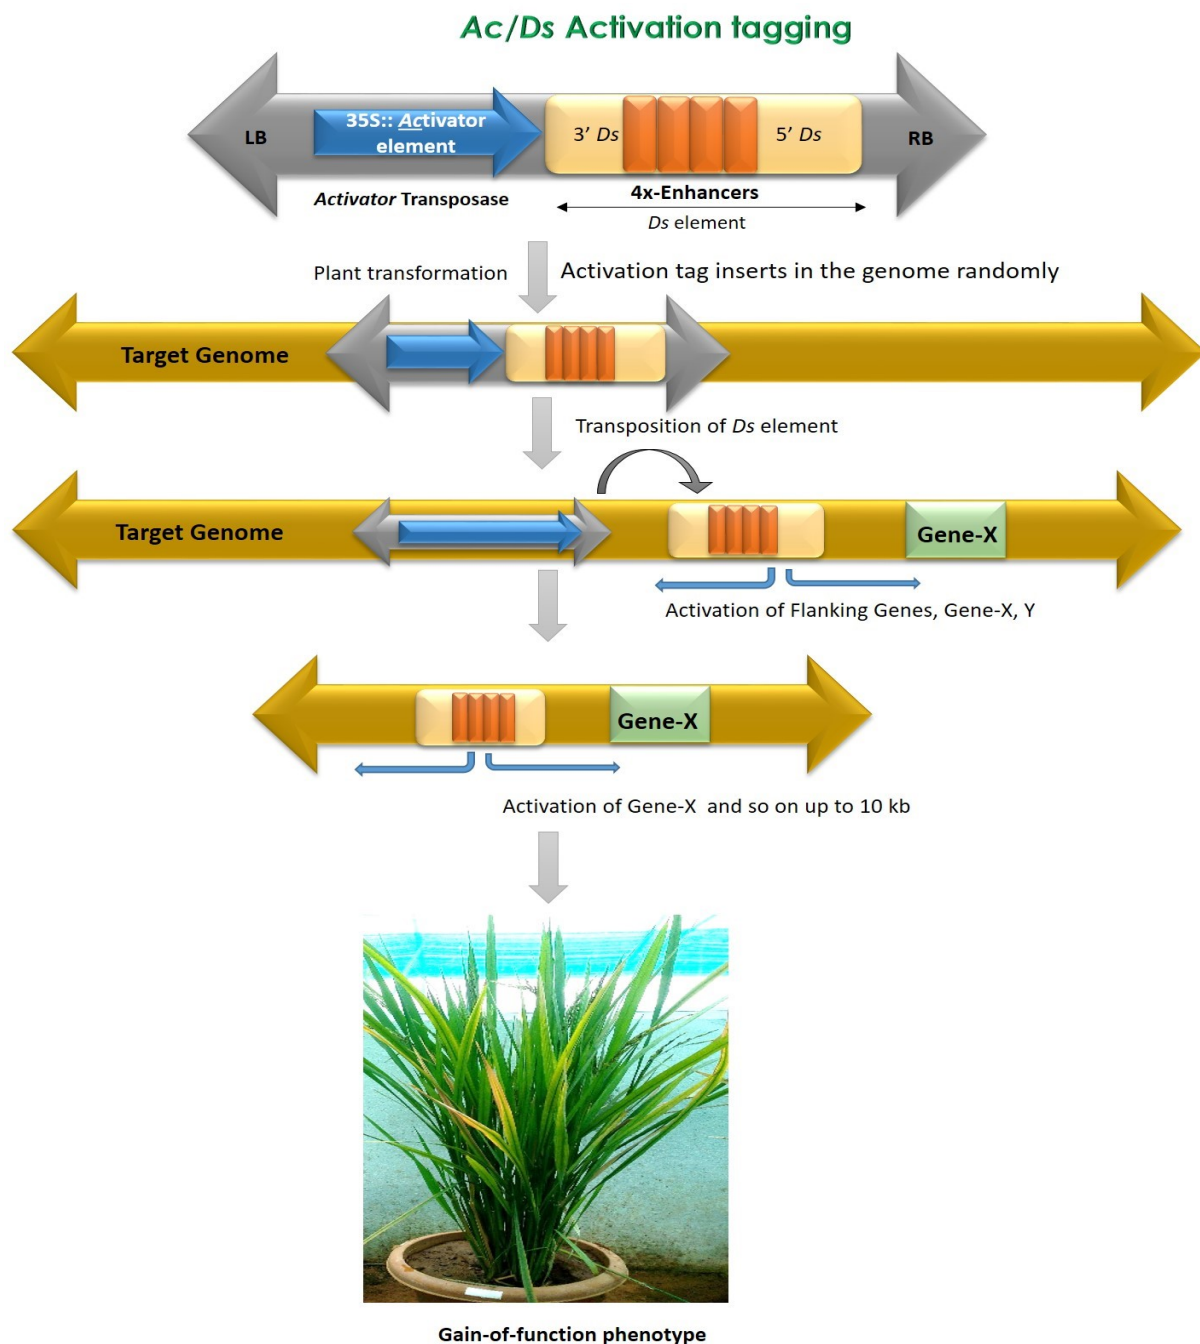 Ac/Ds Activation tagging
LB
35S:: Activator
element
3' Ds
5' Ds
RB
Activator Transposase
4x-Enhancers
Ds element
Plant transformation
Activation tag inserts in the genome randomly
Target Genome
Transposition of Ds element
Target Genome
Gene-X
Activation of Flanking Genes, Gene-X, Y
Gene-X
Activation of Gene-X and so on up to 10 kb
Gain-of-function phenotype